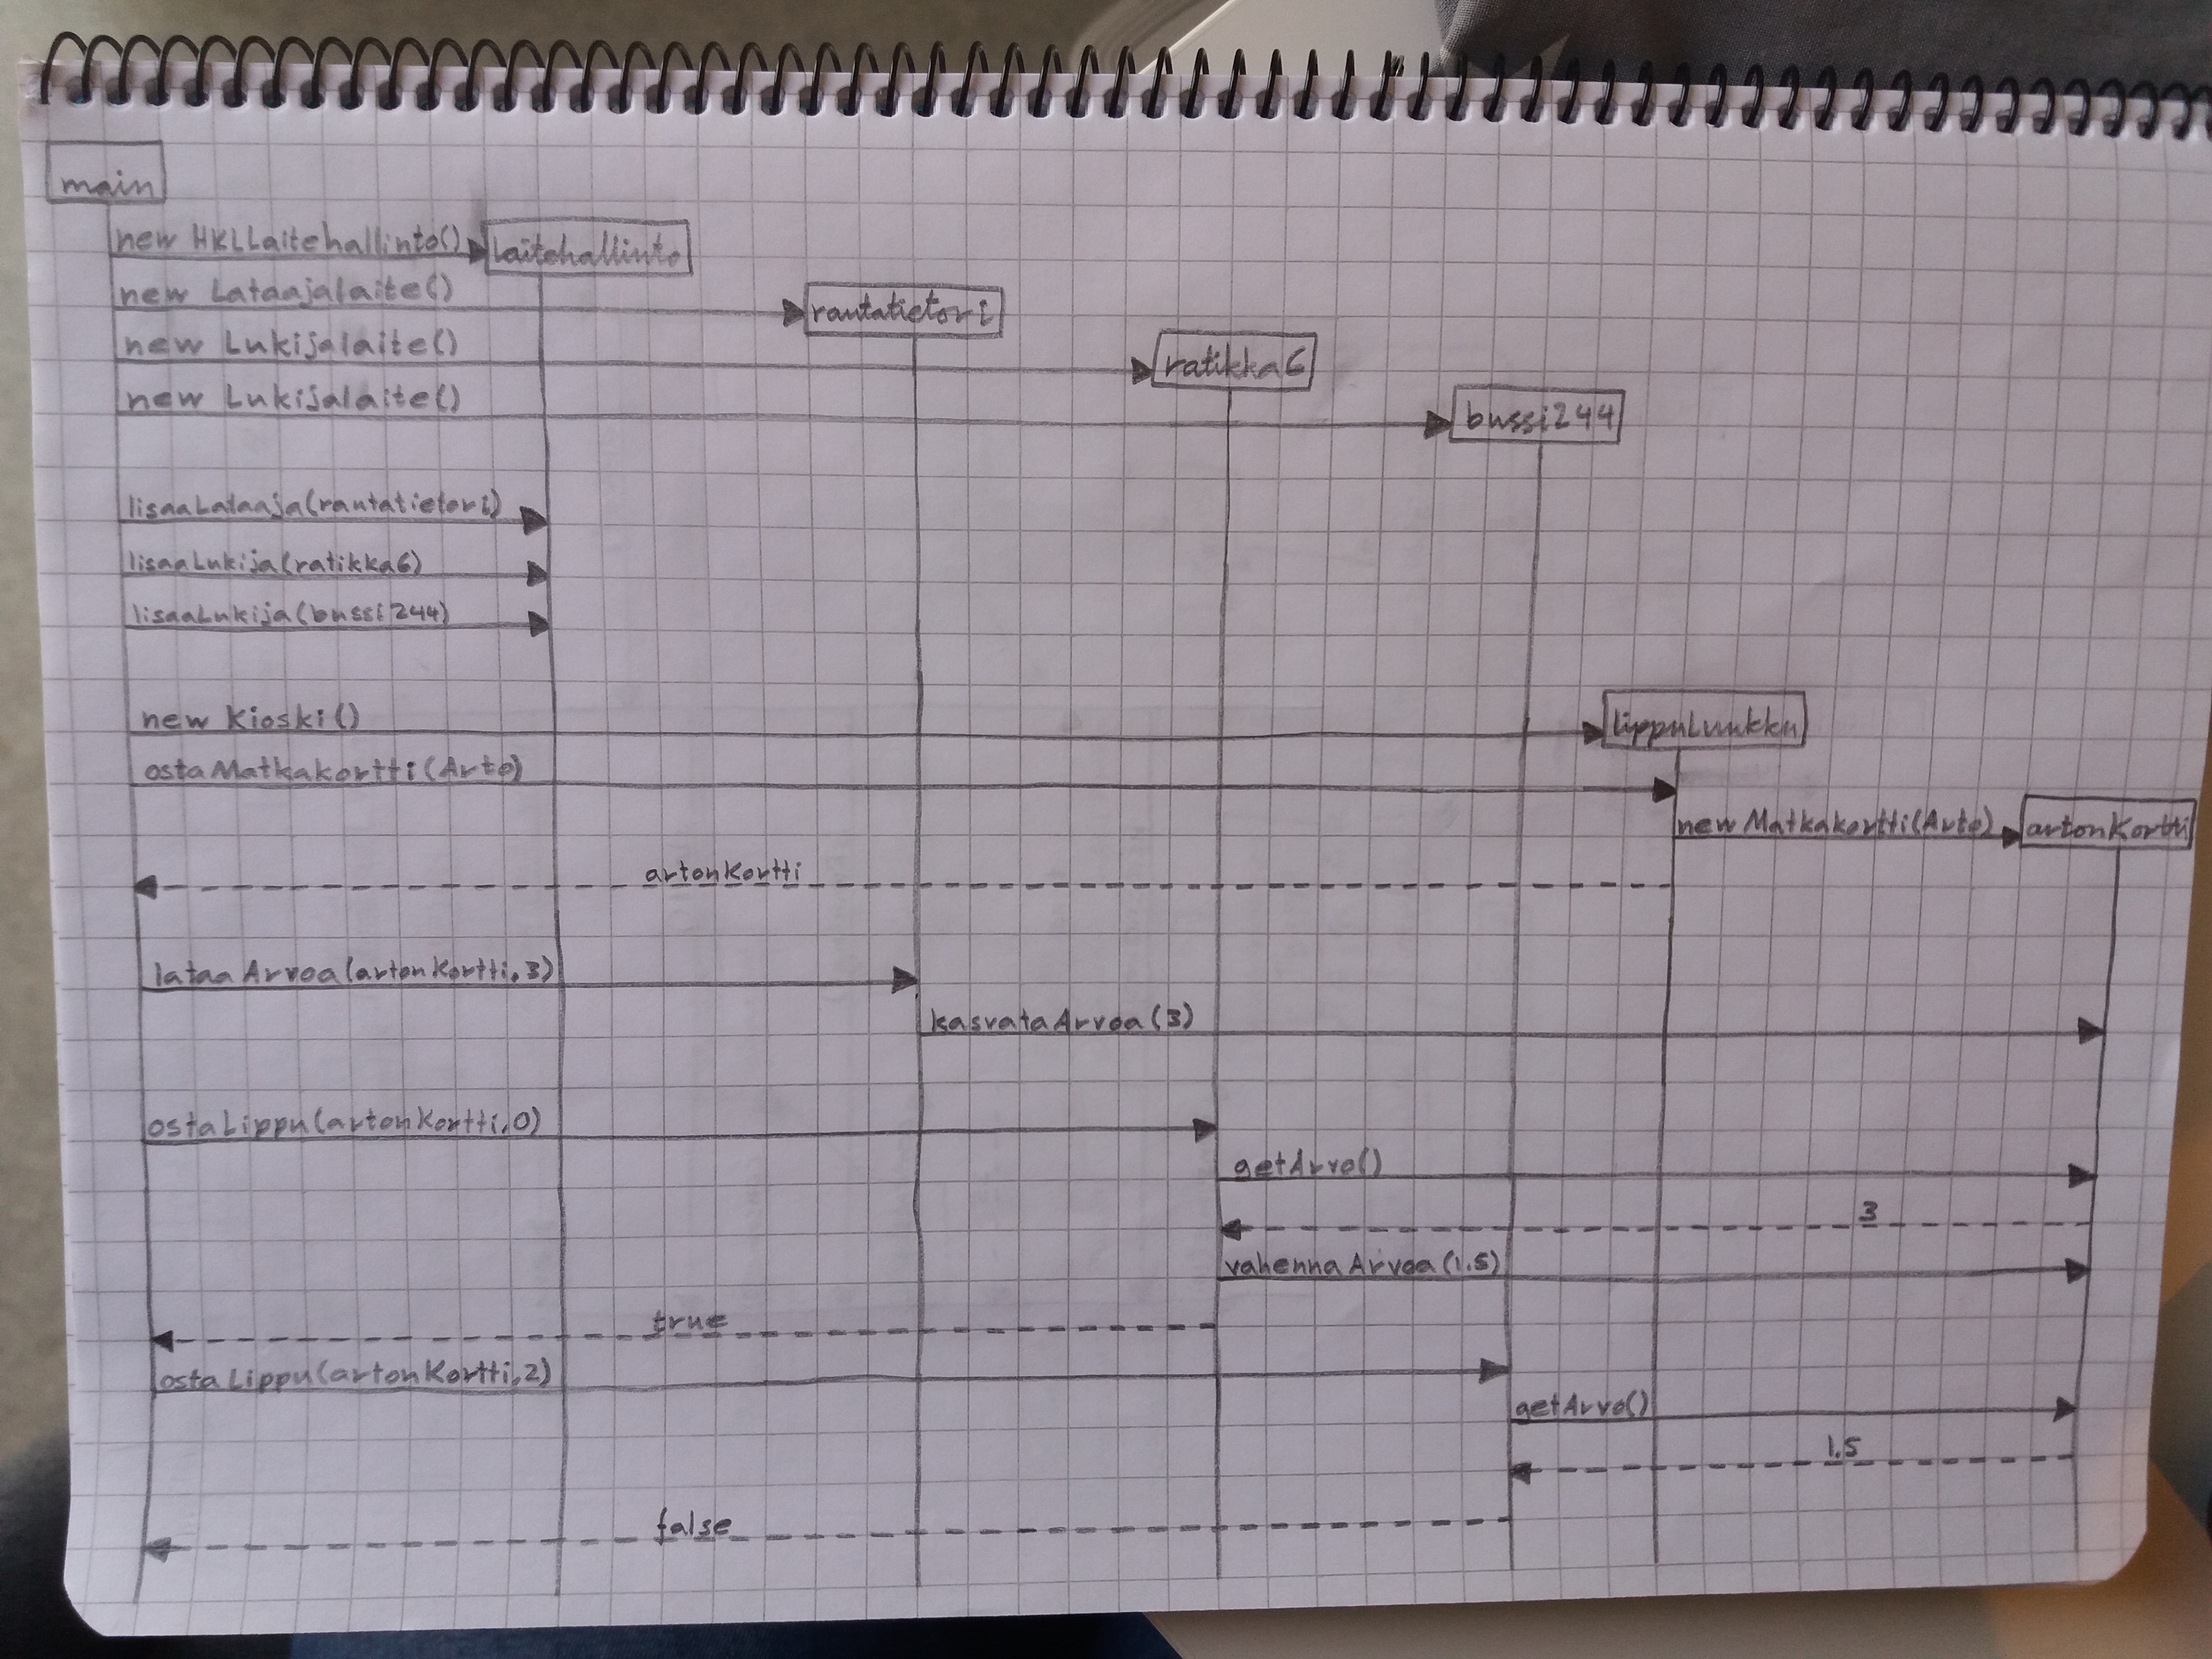 main
new HKLLaitehallinto()
laitehallinto
new Lataajalaite()
rautatietori
new Lukijalaite()
ratikka6
new Lukijalaite()
bussi244
lisaaLataaja(rautatietori)
lisaaLukija(ratikka6)
lisaaLukija(bussi244)
new Kioski()
lippuLuukku
ostaMatkakortti(Arto)
new Matkakortti(Arto)
artonKortti
artonKortti
lataaArvoa(artonKortti,3)
kasvataArvoa(3)
ostaLippu(artonKortti,0)
getArvo()
3
vahennaArvoa(1.5)
true
ostaLippu(artonKortti,2)
getArvo()
1.5
false